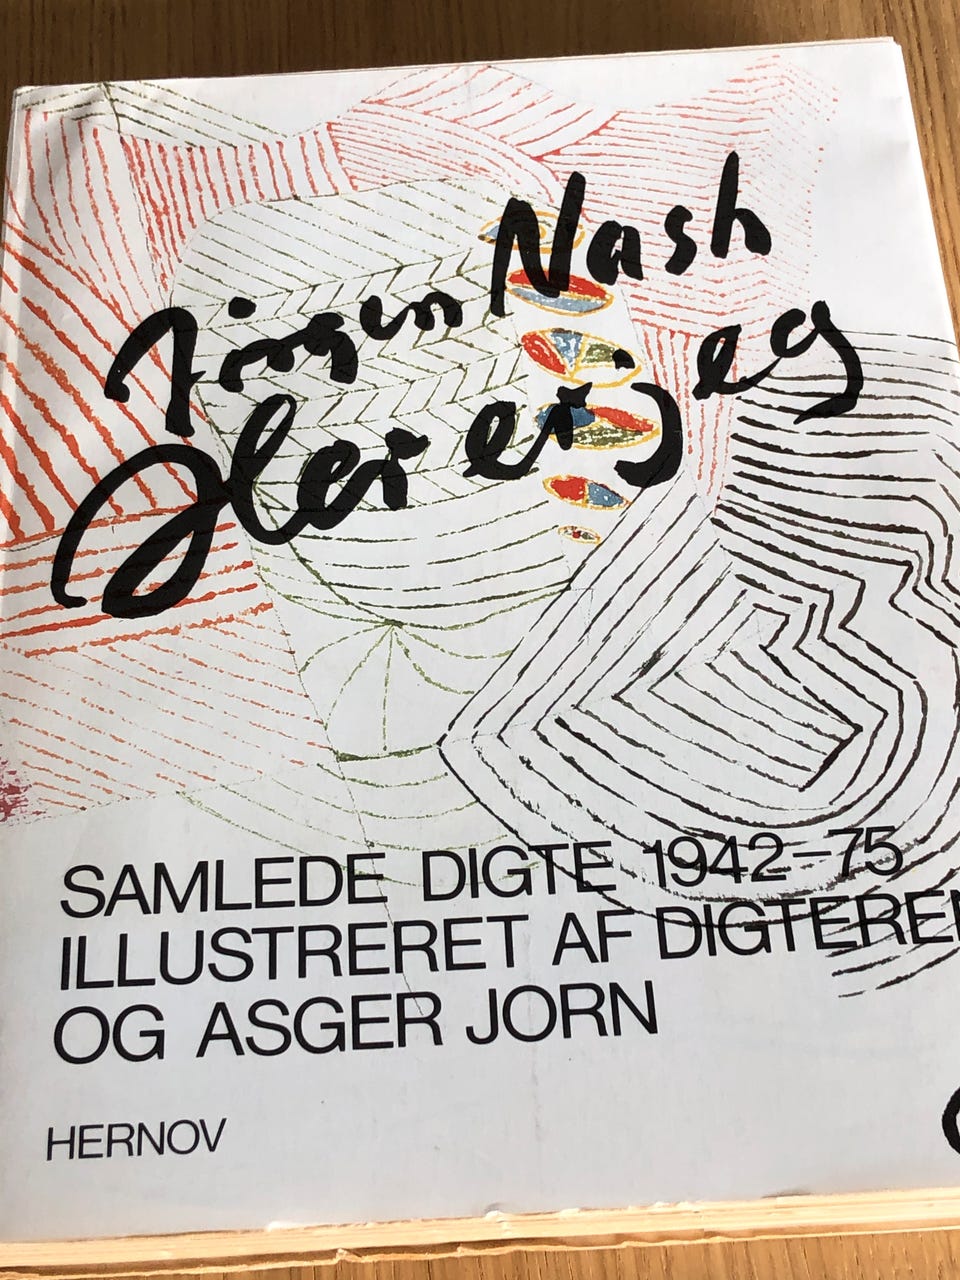 Jørgen Nash
Her er jeg
SAMLEDE DIGTE 1942–75
ILLUSTRERET AF DIGTEREN
OG ASGER JORN
HERNOV